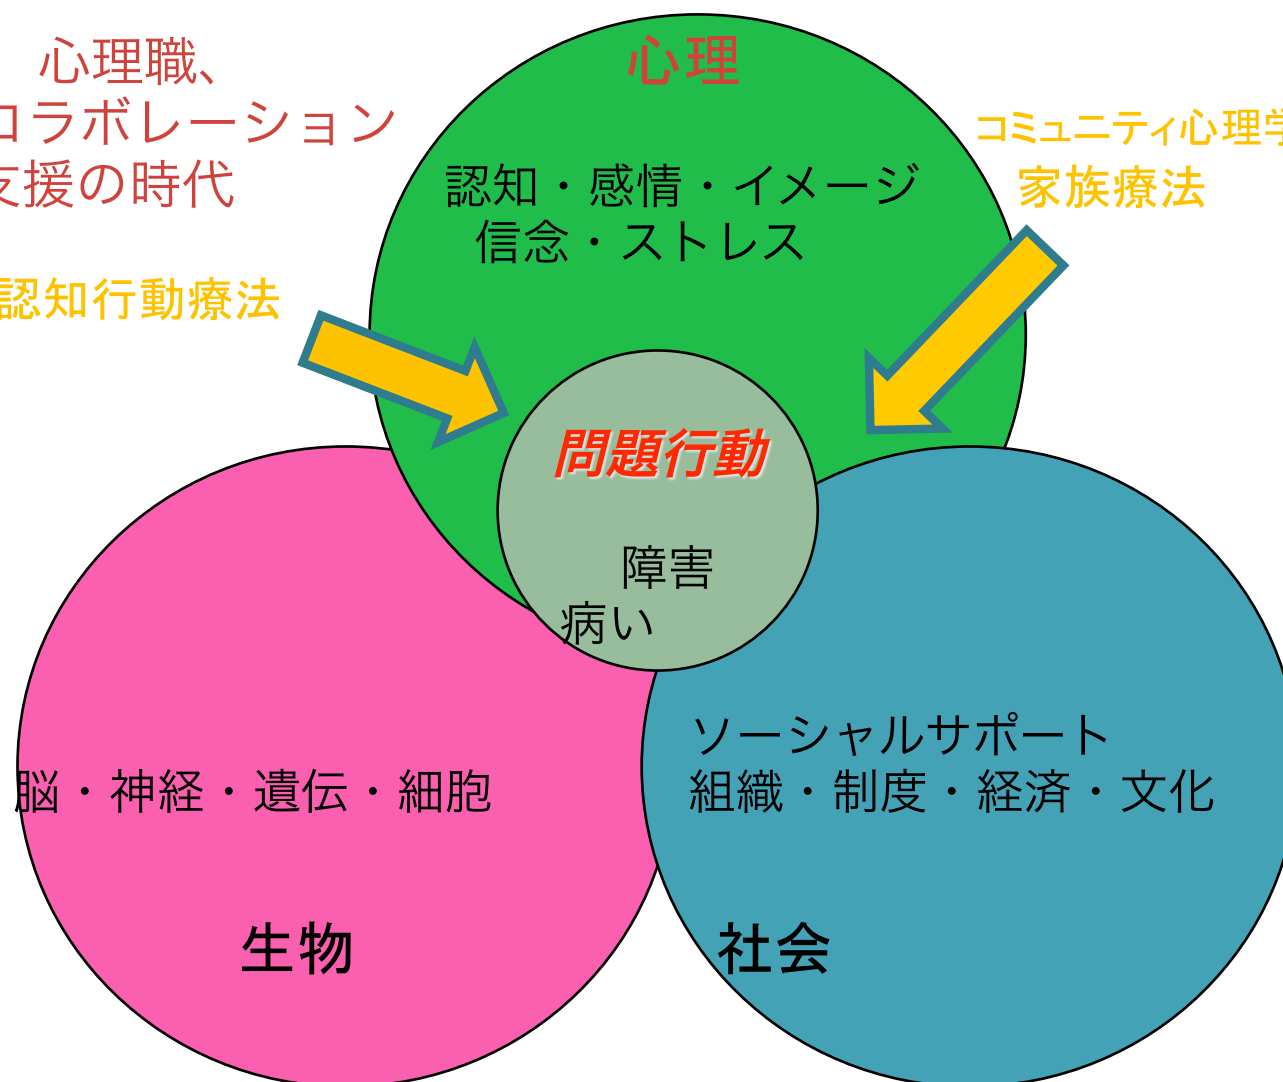 心理職、
コラボレーション
支援の時代
認知行動療法
心理
認知・感情・イメージ
信念・ストレス
コミュニティ心理学
家族療法
問題行動
障害
病い
脳・神経・遺伝・細胞
生物
ソーシャルサポート
組織・制度・経済・文化
社会